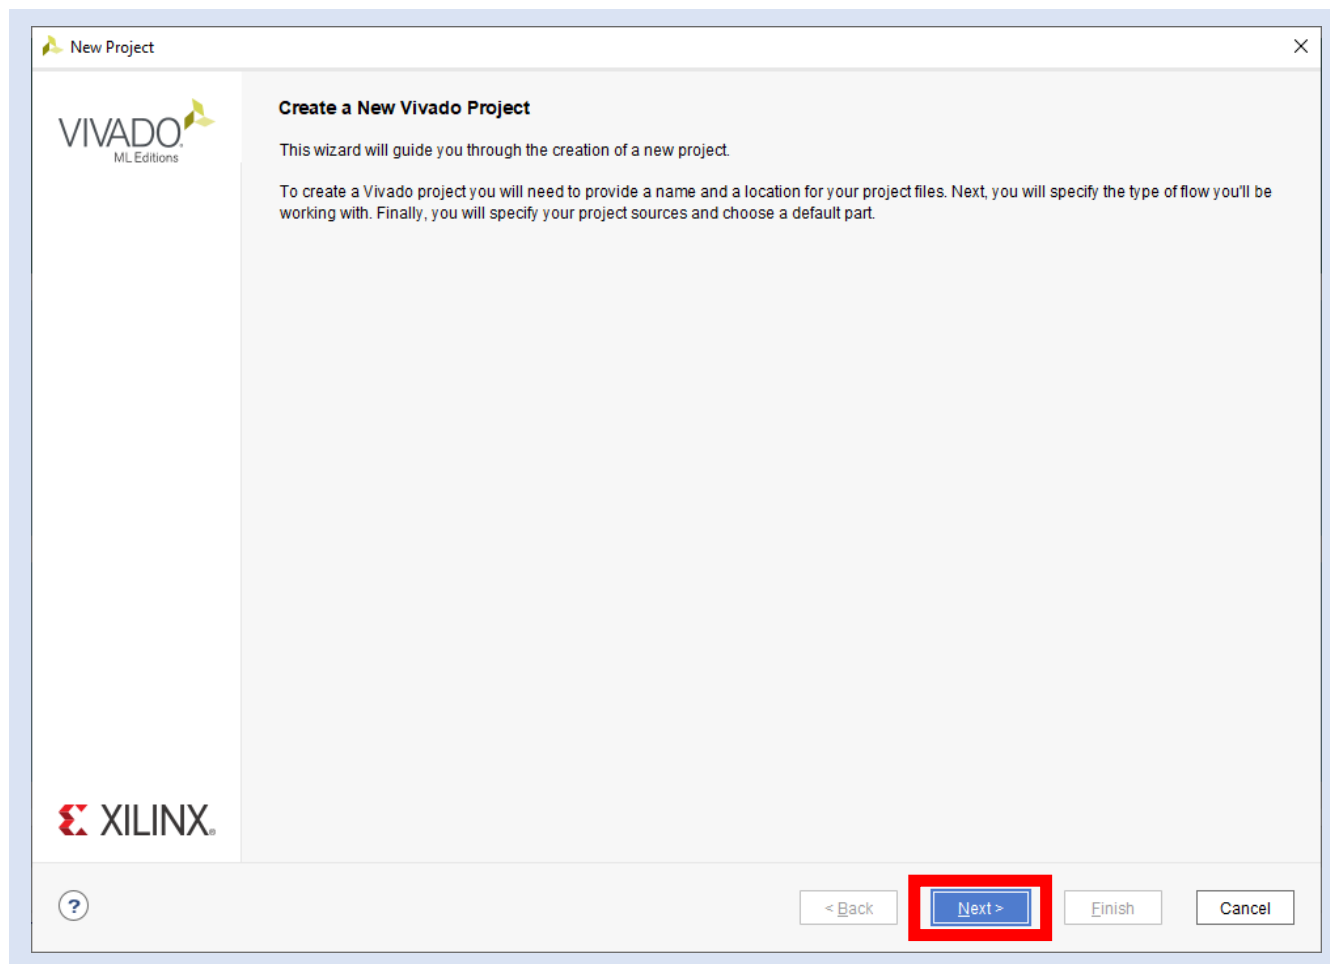 New Project
VIVADO.
ML Editions
Create a New Vivado Project
This wizard will guide you through the creation of a new project.
To create a Vivado project you will need to provide a name and a location for your project files. Next, you will specify the type of flow you'll be
working with. Finally, you will specify your project sources and choose a default part.
XILINX®
?
< Back
Next >
Finish
Cancel